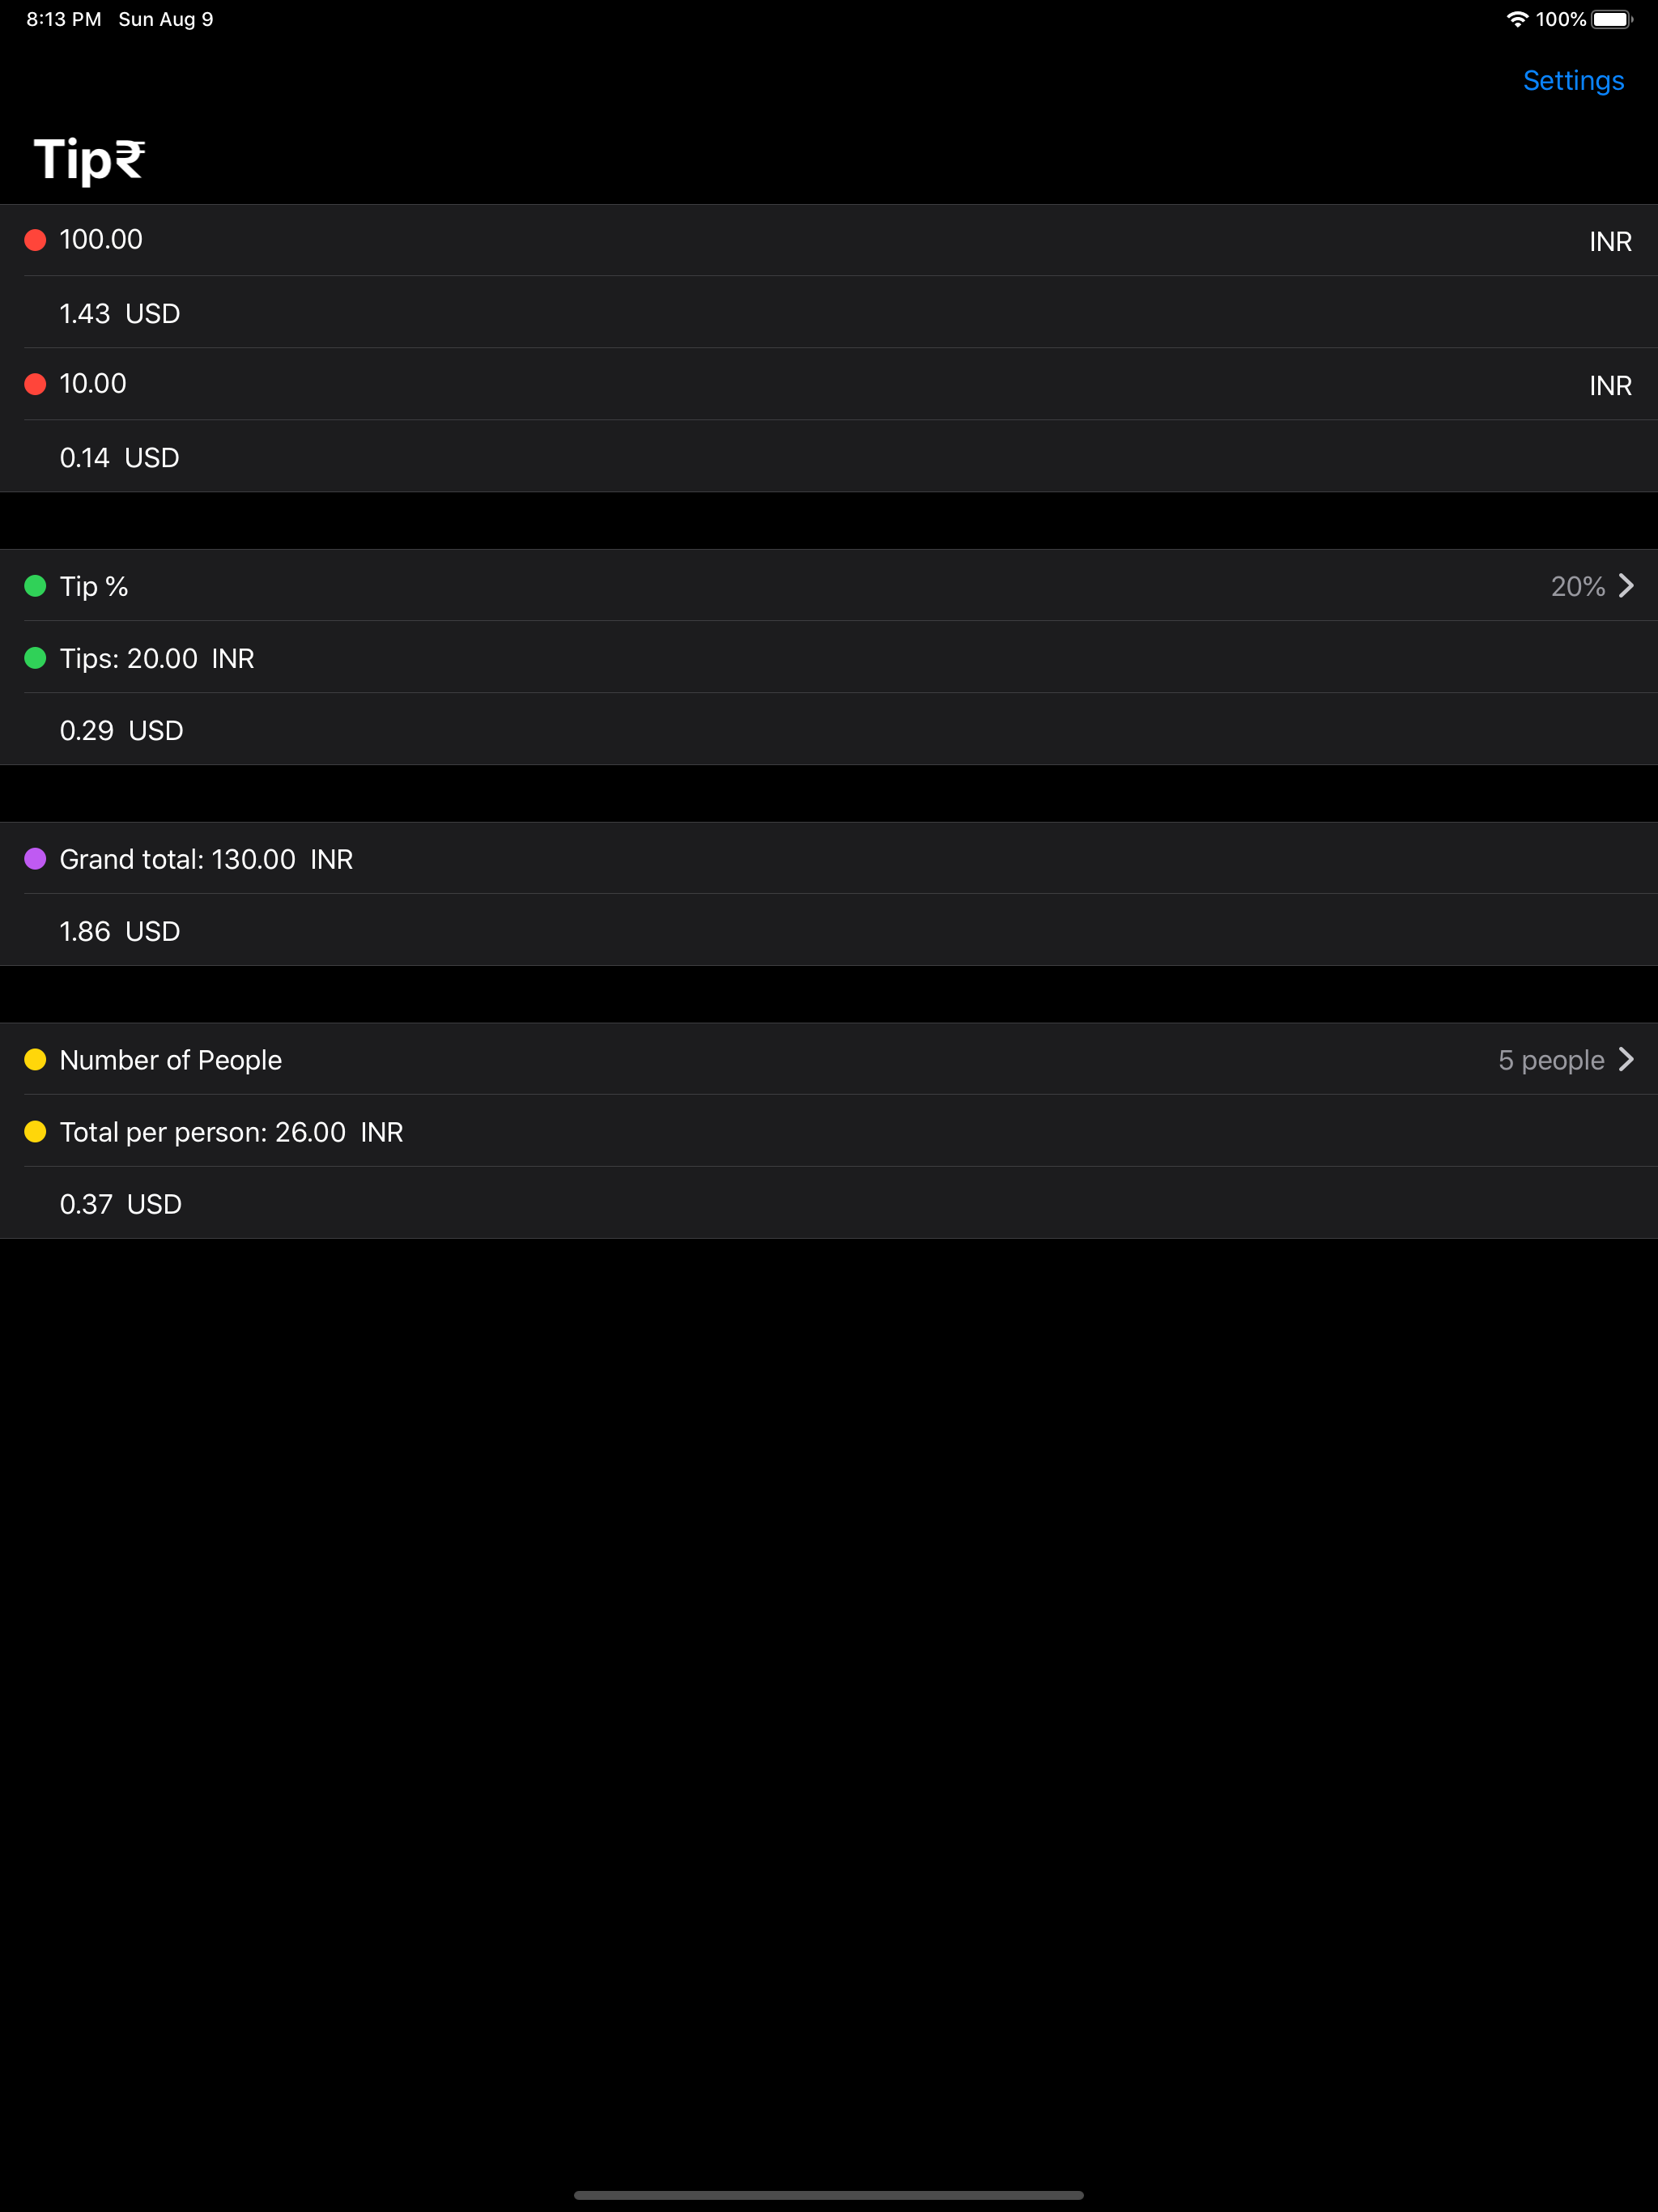 8:13 PM Sun Aug 9 100%
Settings
Tip₹
100.00 INR
1.43 USD
10.00 INR
0.14 USD
Tip % 20%
Tips: 20.00 INR
0.29 USD
Grand total: 130.00 INR
1.86 USD
Number of People 5 people
Total per person: 26.00 INR
0.37 USD